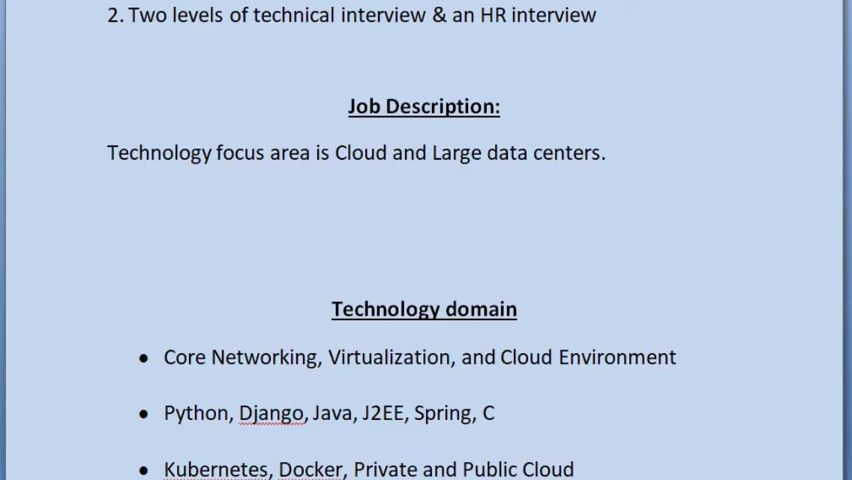 2. Two levels of technical interview & an HR interview
Job Description:
Technology focus area is Cloud and Large data centers.
Technology domain
● Core Networking, Virtualization, and Cloud Environment
● Python, Django, Java, J2EE, Spring, C
● Kubernetes, Docker, Private and Public Cloud